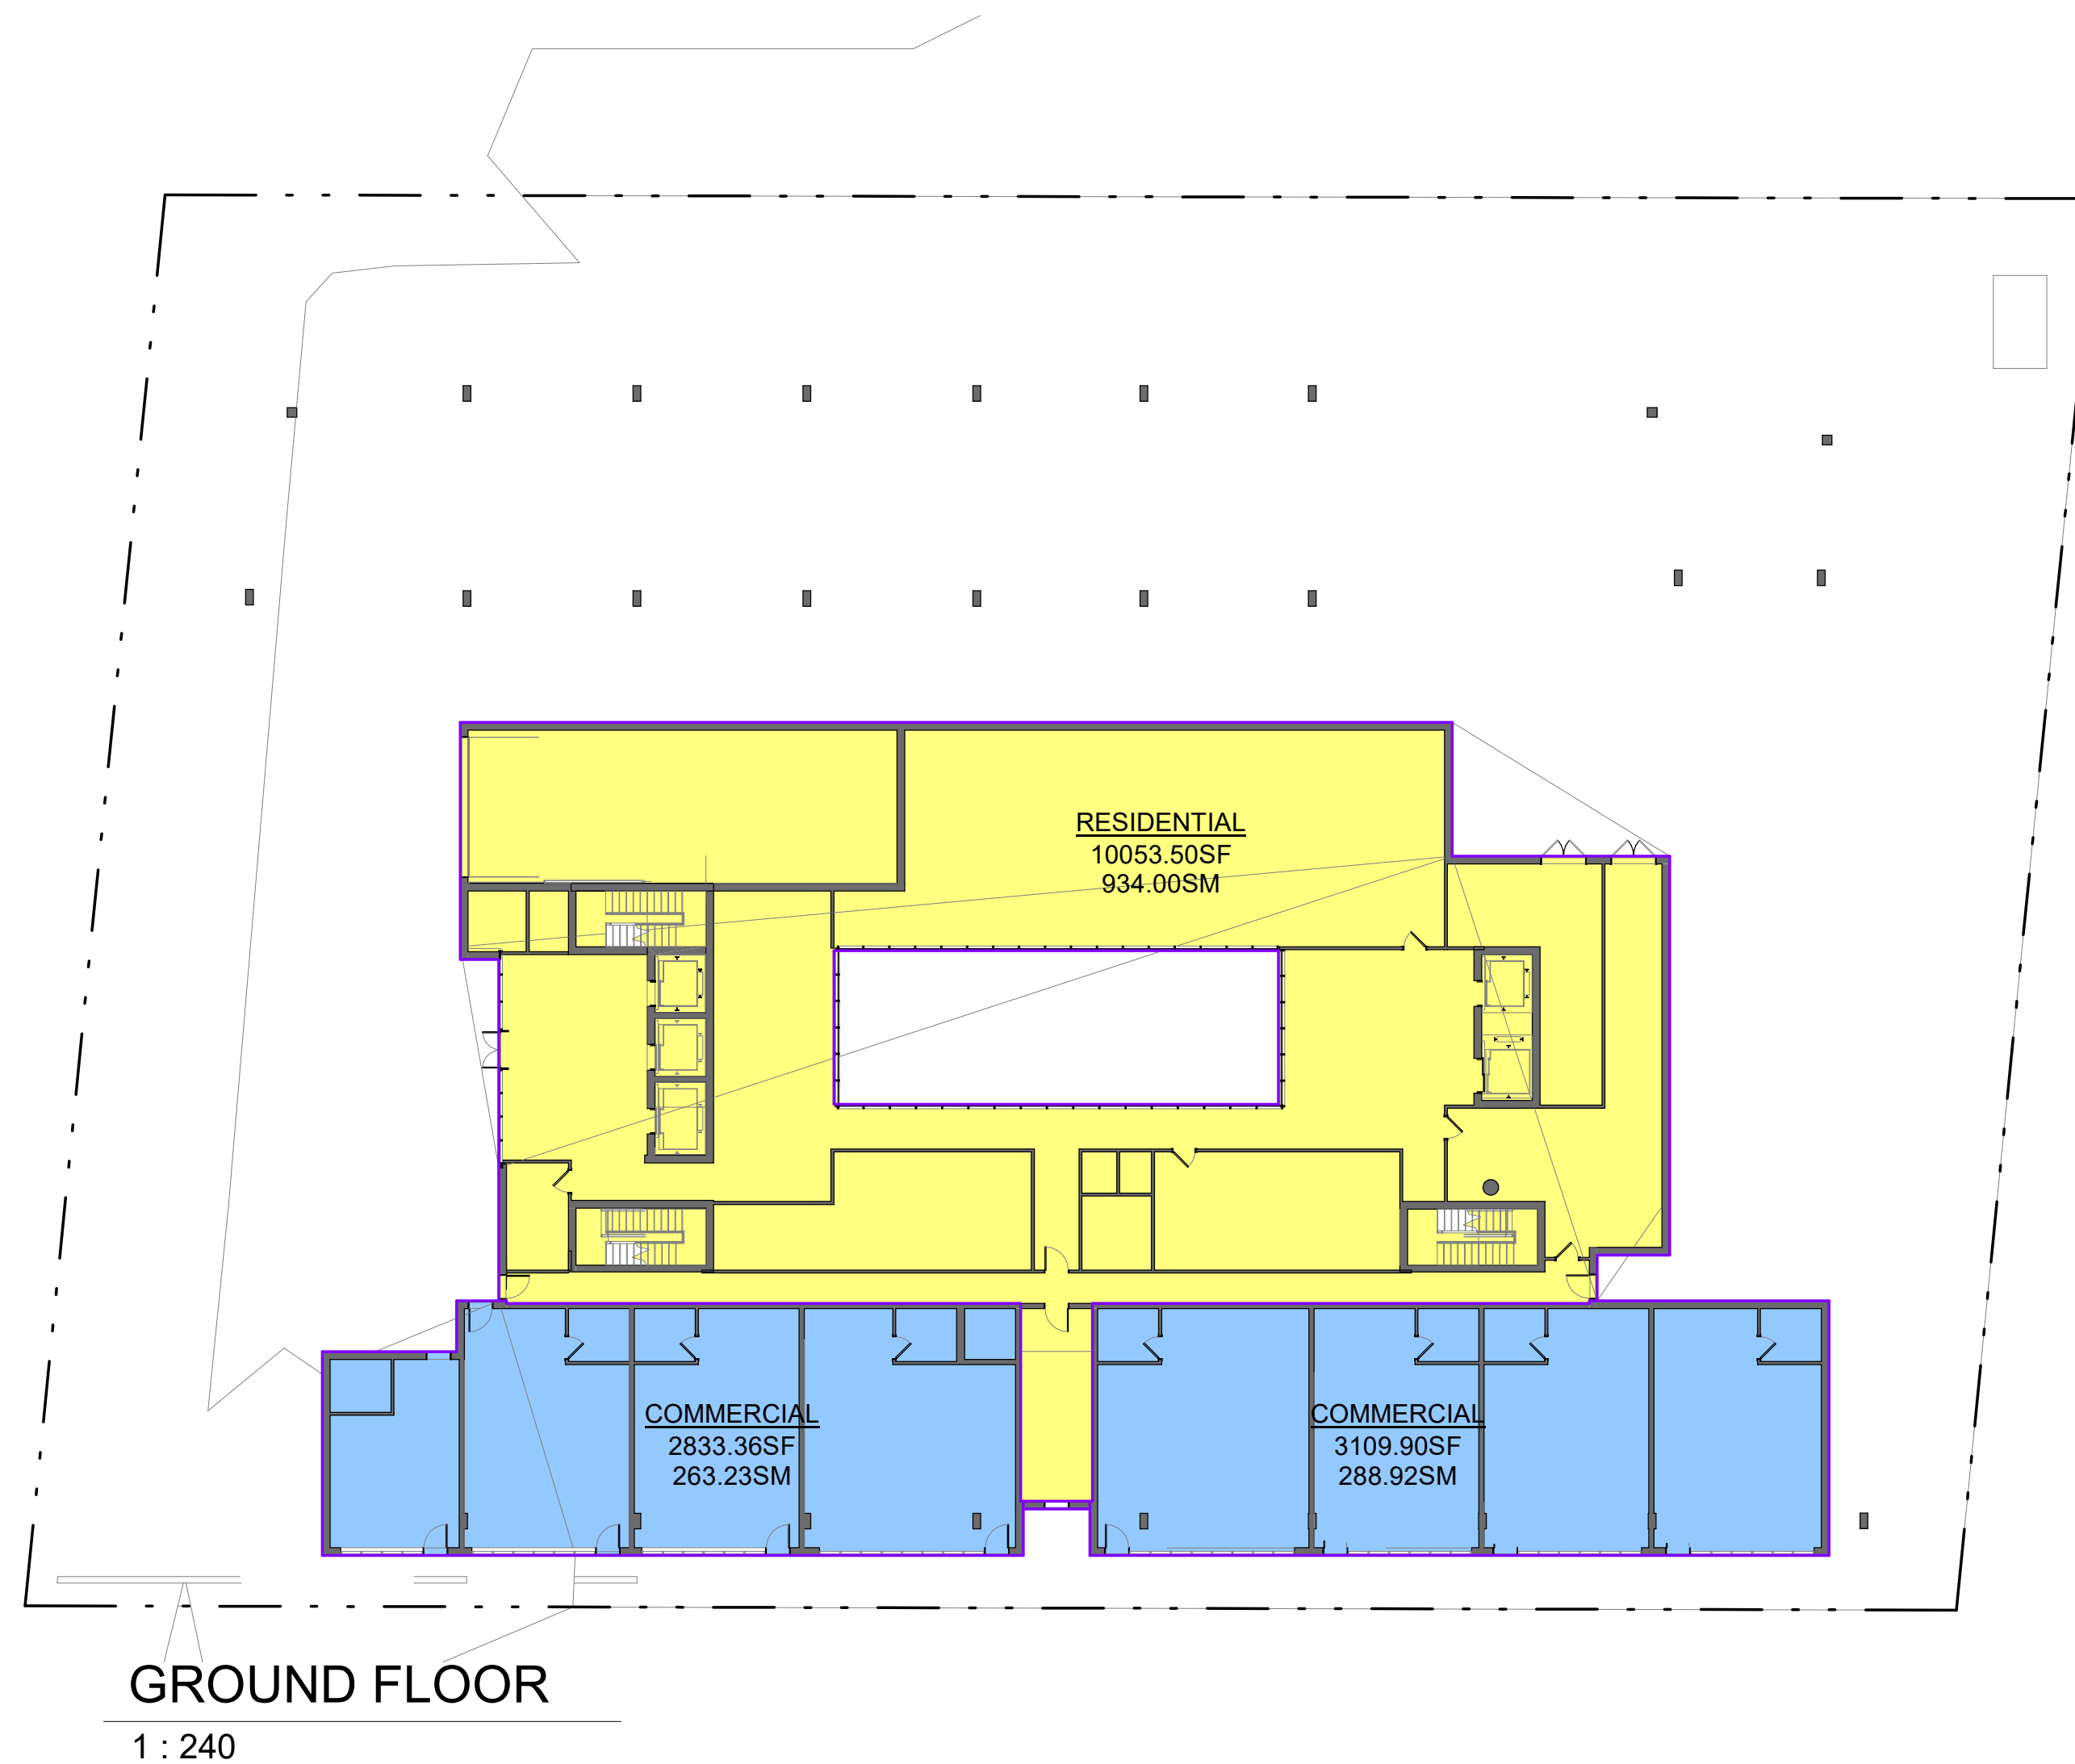 RESIDENTIAL
10053.50SF
934.00SM
COMMERCIAL
2833.36SF
263.23SM
COMMERCIAL
3109.90SF
288.92SM
GROUND FLOOR
1 : 240